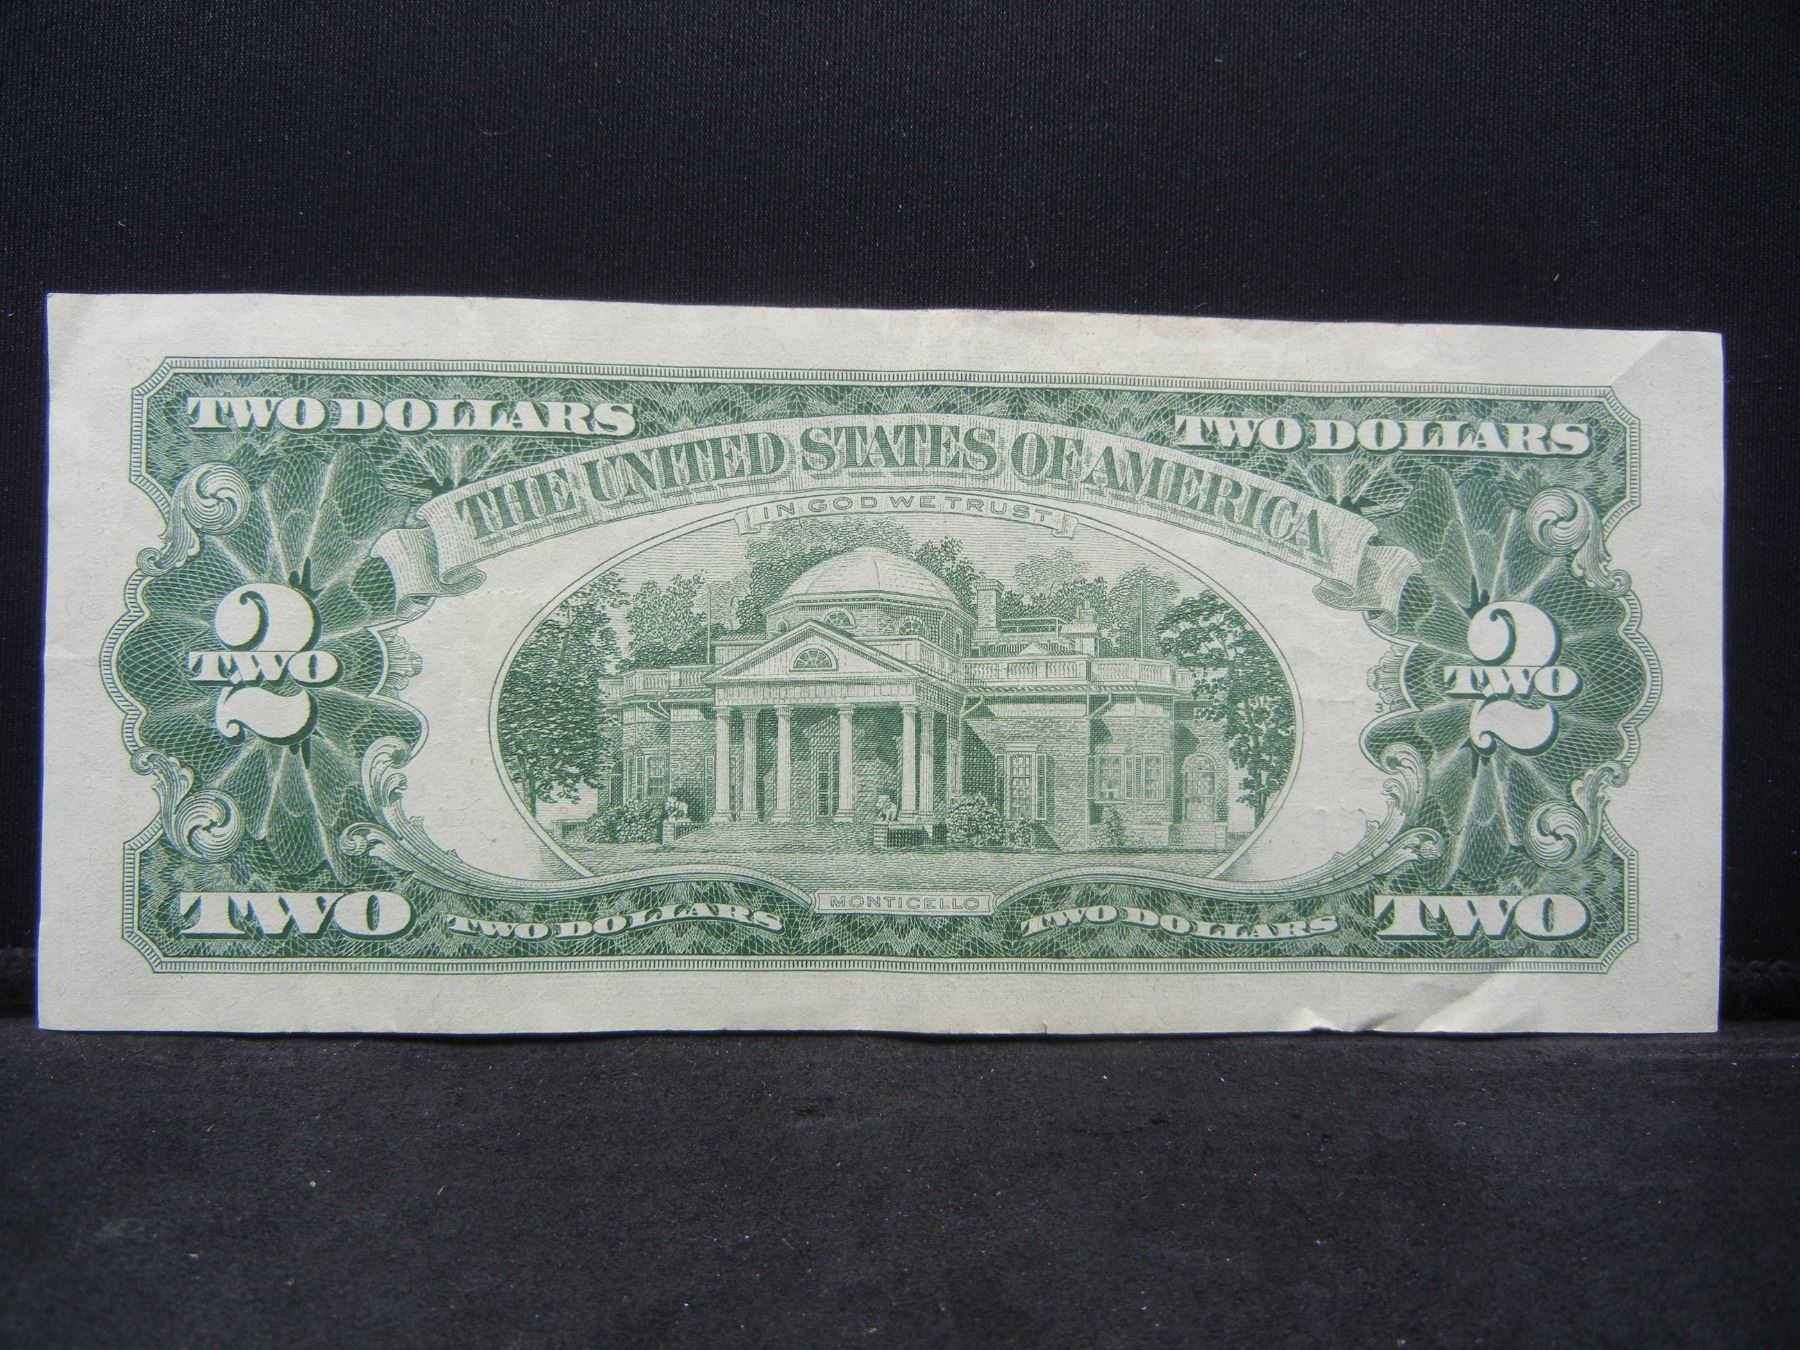 TWO DOLLARS
TWO DOLLARS
THE UNITED STATES OF AMERICA
IN GOD WE TRUST
2
TWO
2
TWO
3
MONTICELLO
TWO
TWO DOLLARS
TWO DOLLARS
TWO